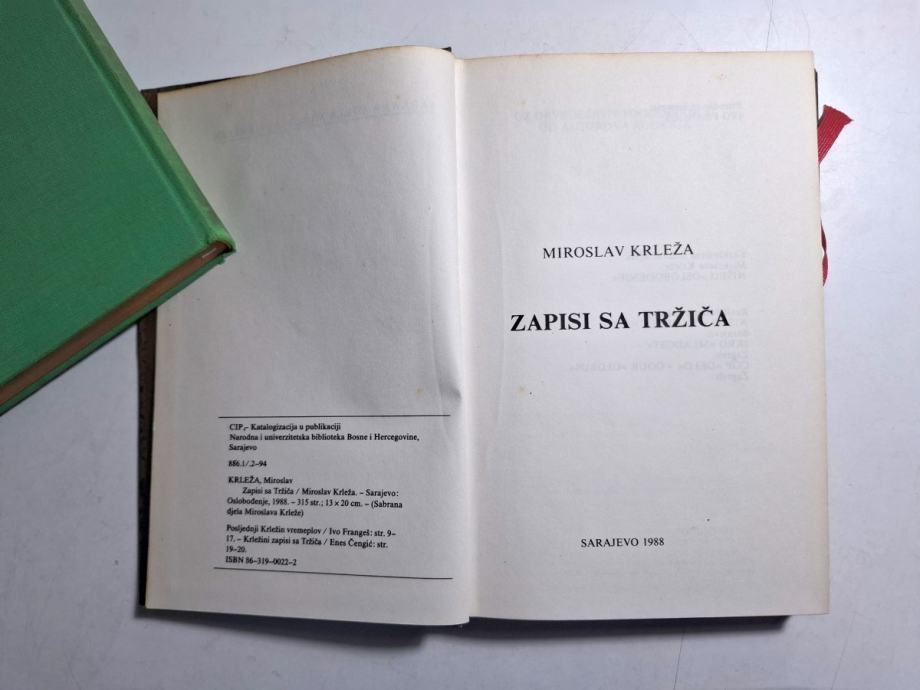 CIP – Katalogizacija u publikaciji
Narodna i univerzitetska biblioteka Bosne i Hercegovine,
Sarajevo
886.1/.2–94
KRLEŽA, Miroslav
Zapisi sa Tržiča / Miroslav Krleža. – Sarajevo:
Oslobođenje, 1988. – 315 str.; 13 × 20 cm. – (Sabrana
djela Miroslava Krleže)
Posljednji Krležin vremeplov / Ivo Frangeš: str. 9–
17. – Krležini zapisi sa Tržiča / Enes Čengić: str.
19–20.
ISBN 86-319-0022-2
MIROSLAV KRLEŽA
ZAPISI SA TRŽIČA
SARAJEVO 1988